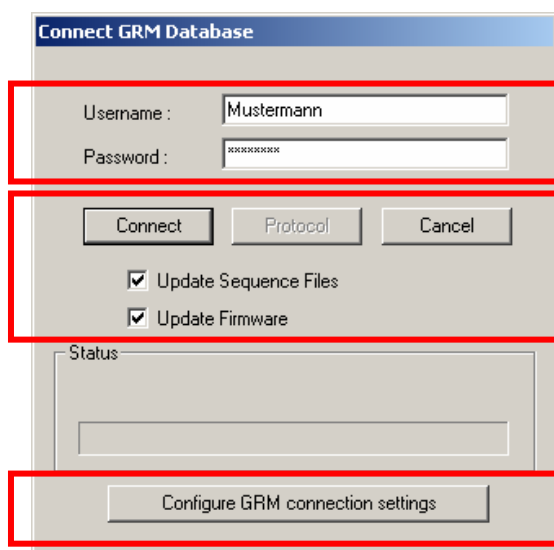 Connect GRM Database
Username : Mustermann
Password : ********
Connect Protocol Cancel
Update Sequence Files
Update Firmware
Status
Configure GRM connection settings